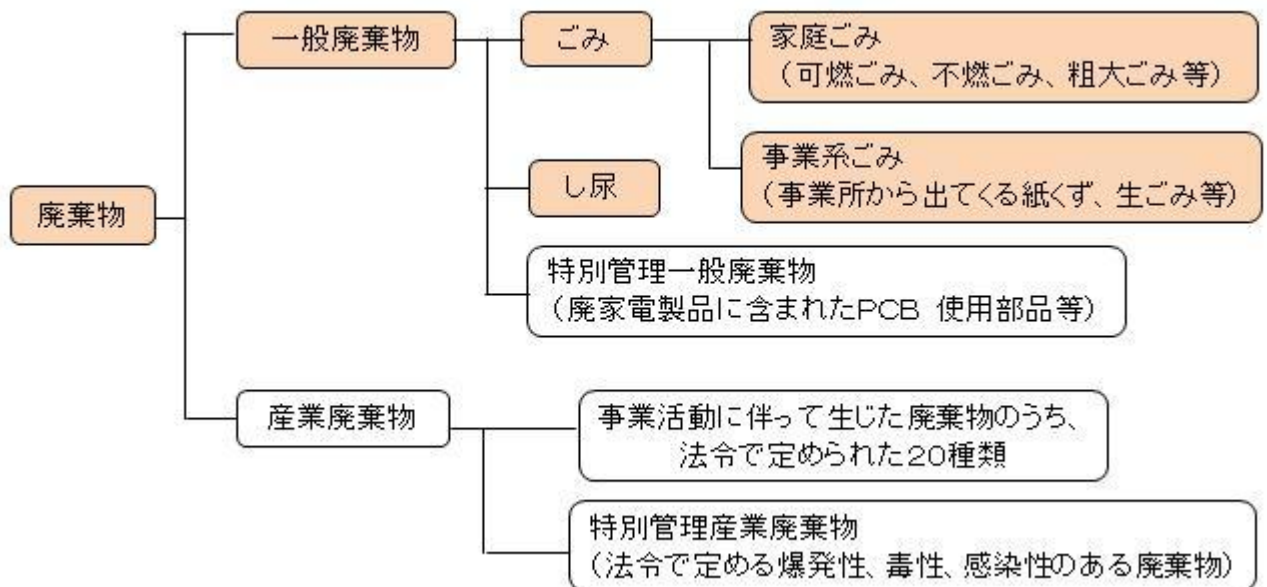 廃棄物
一般廃棄物
ごみ
家庭ごみ
（可燃ごみ、不燃ごみ、粗大ごみ等）
事業系ごみ
（事業所から出てくる紙くず、生ごみ等）
し尿
特別管理一般廃棄物
（廃家電製品に含まれたPCB 使用部品等）
産業廃棄物
事業活動に伴って生じた廃棄物のうち、
法令で定められた20種類
特別管理産業廃棄物
（法令で定める爆発性、毒性、感染性のある廃棄物）